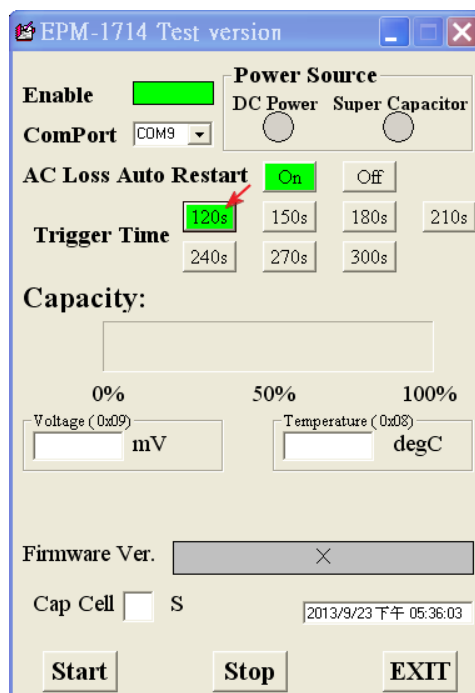 EPM-1714 Test version
Power Source
Enable
DC Power Super Capacitor
ComPort COM9
AC Loss Auto Restart On Off
120s 150s 180s 210s
Trigger Time
240s 270s 300s
Capacity:
0% 50% 100%
Voltage (0x09) Temperature (0x08)
mV degC
Firmware Ver. X
Cap Cell S
2013/9/23 下午 05:36:03
Start Stop EXIT